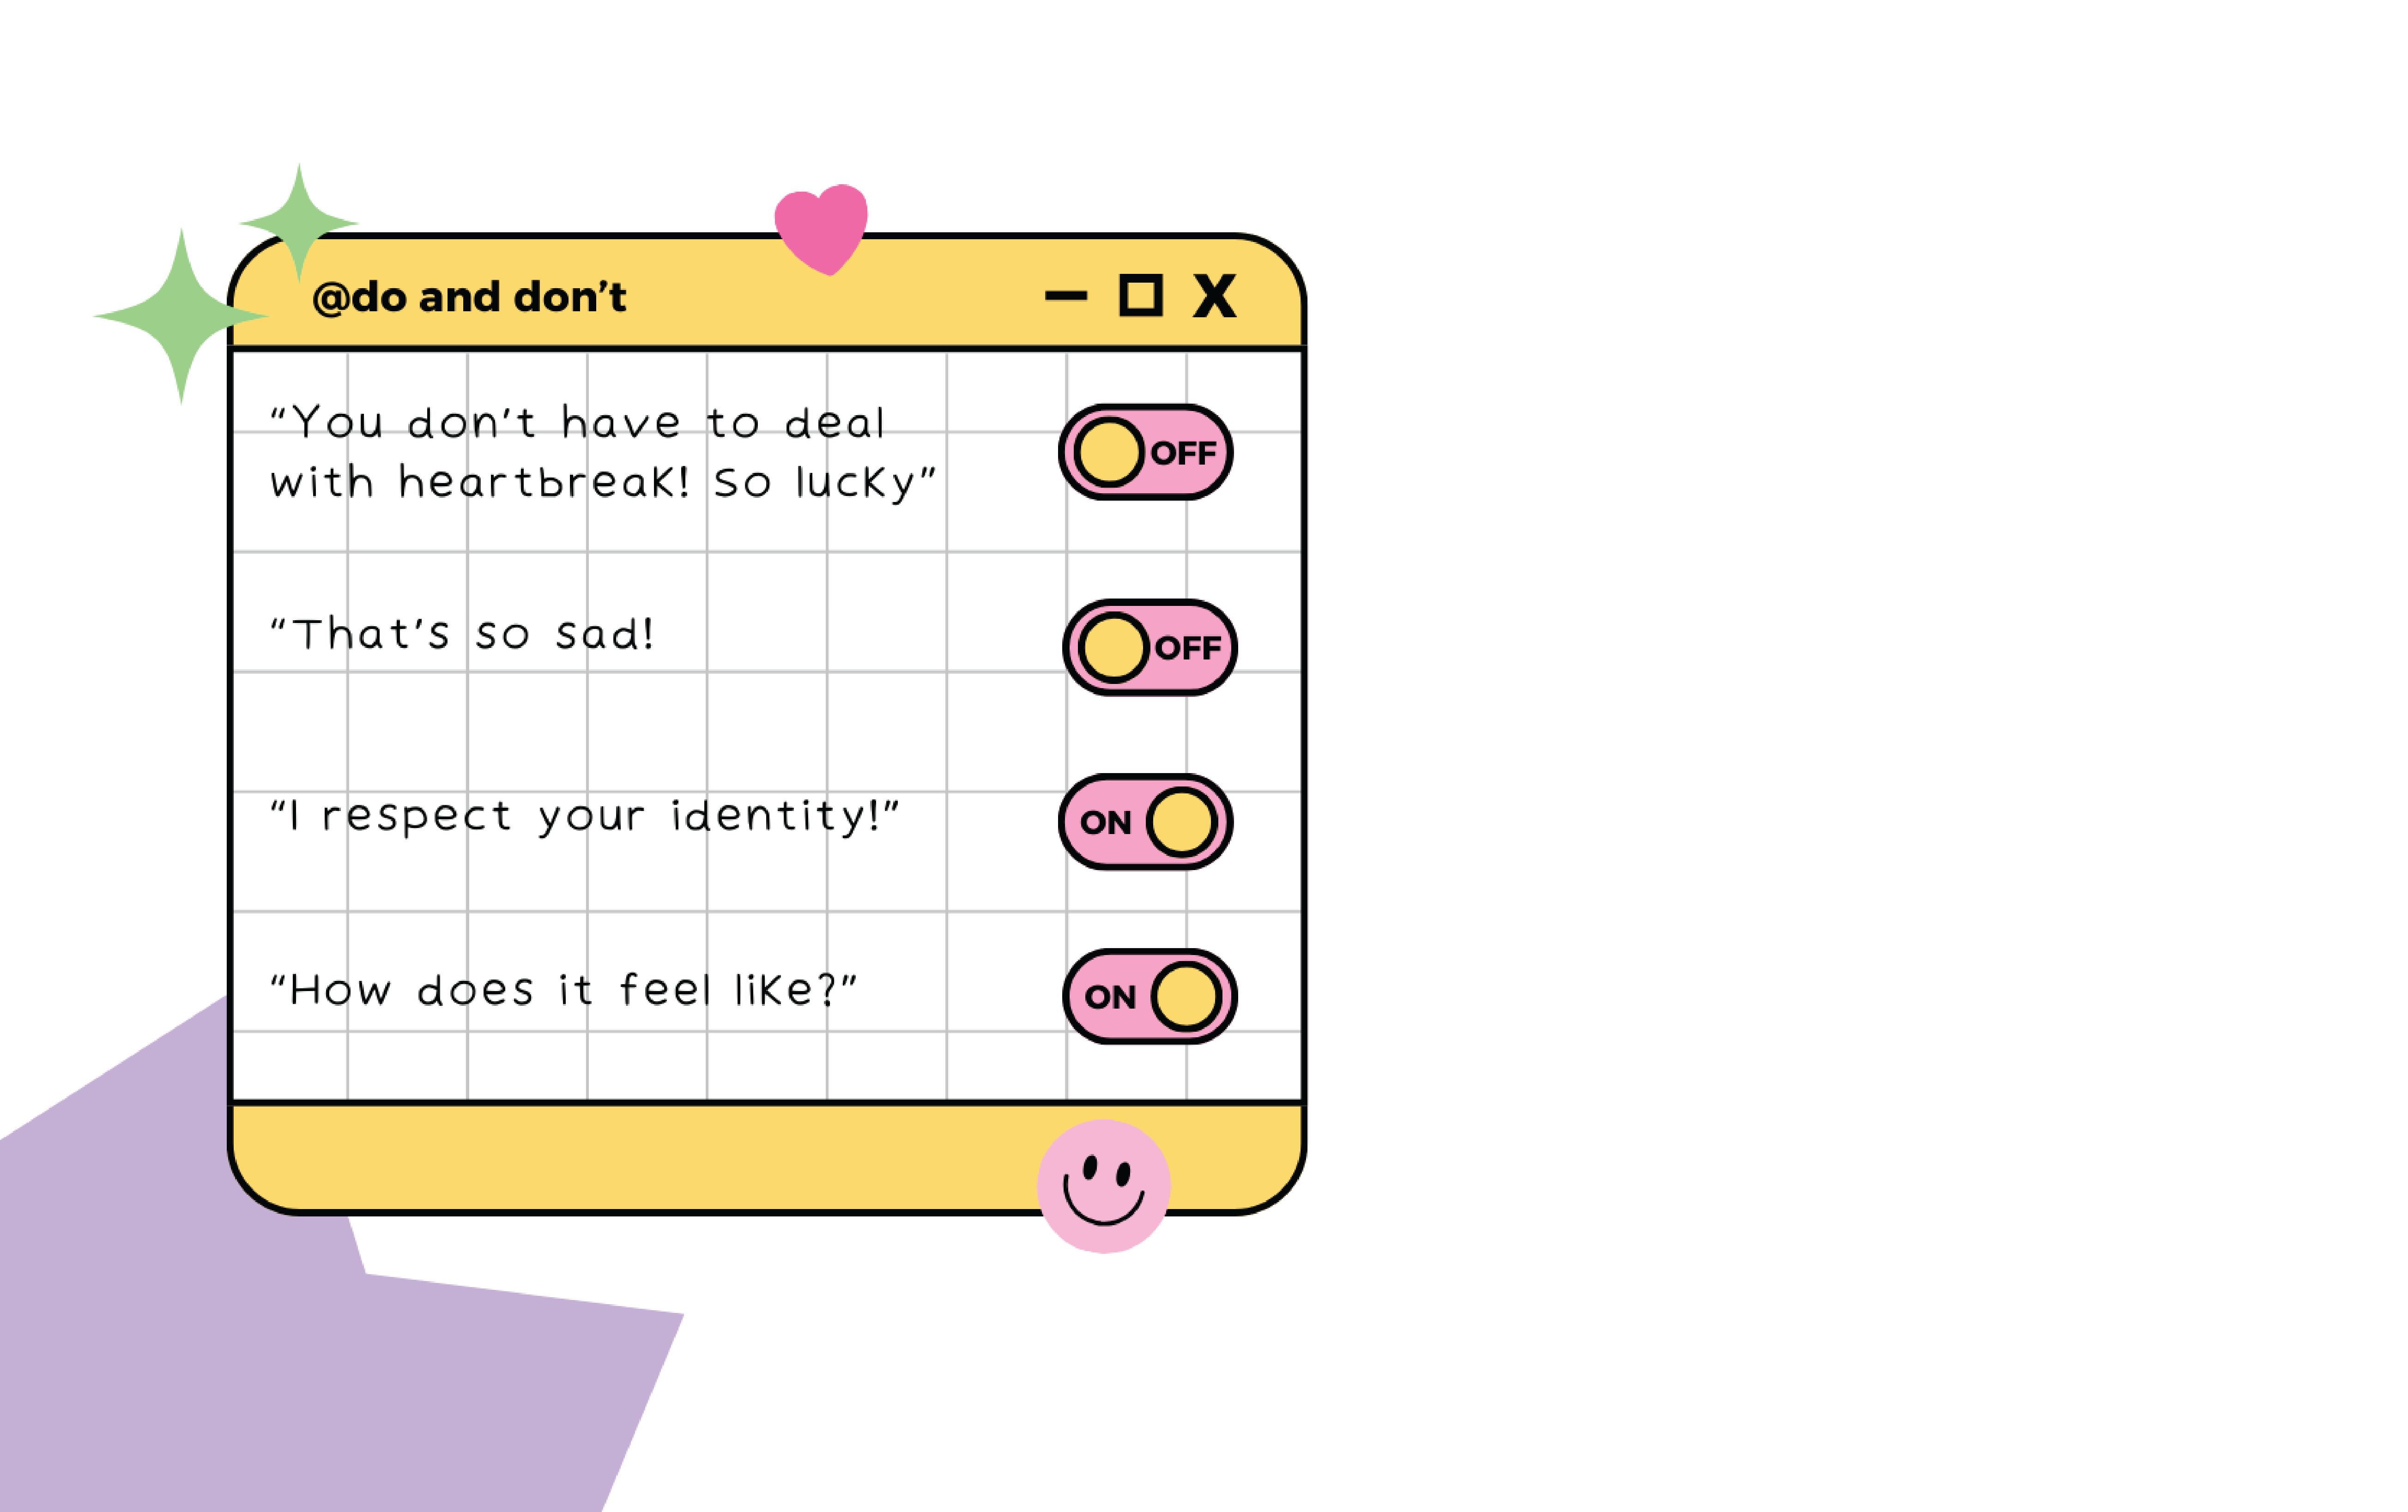 @do and don't
X
“You don't have to deal
with heartbreak! So lucky”
OFF
“That's so sad!
OFF
“I respect your identity!”
ON
“How does it feel like?”
ON